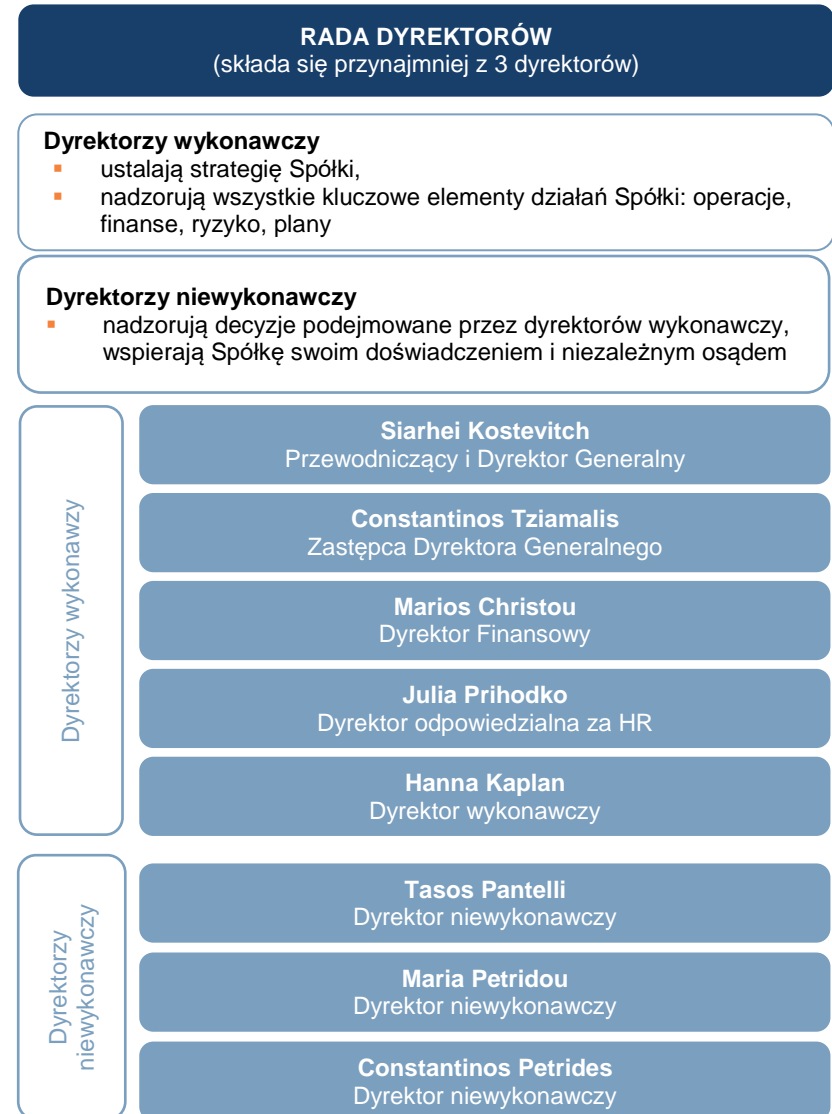 RADA DYREKTORÓW
(składa się przynajmniej z 3 dyrektorów)
Dyrektorzy wykonawczy
▪ ustalają strategię Spółki,
▪ nadzorują wszystkie kluczowe elementy działań Spółki: operacje,
finanse, ryzyko, plany
Dyrektorzy niewykonawczy
▪ nadzorują decyzje podejmowane przez dyrektorów wykonawczy,
wspierają Spółkę swoim doświadczeniem i niezależnym osądem
Dyrektorzy wykonawzy
Siarhei Kostevitch
Przewodniczący i Dyrektor Generalny
Constantinos Tziamalis
Zastępca Dyrektora Generalnego
Marios Christou
Dyrektor Finansowy
Julia Prihodko
Dyrektor odpowiedzialna za HR
Hanna Kaplan
Dyrektor wykonawczy
Dyrektorzy
niewykonawczy
Tasos Pantelli
Dyrektor niewykonawczy
Maria Petridou
Dyrektor niewykonawczy
Constantinos Petrides
Dyrektor niewykonawczy